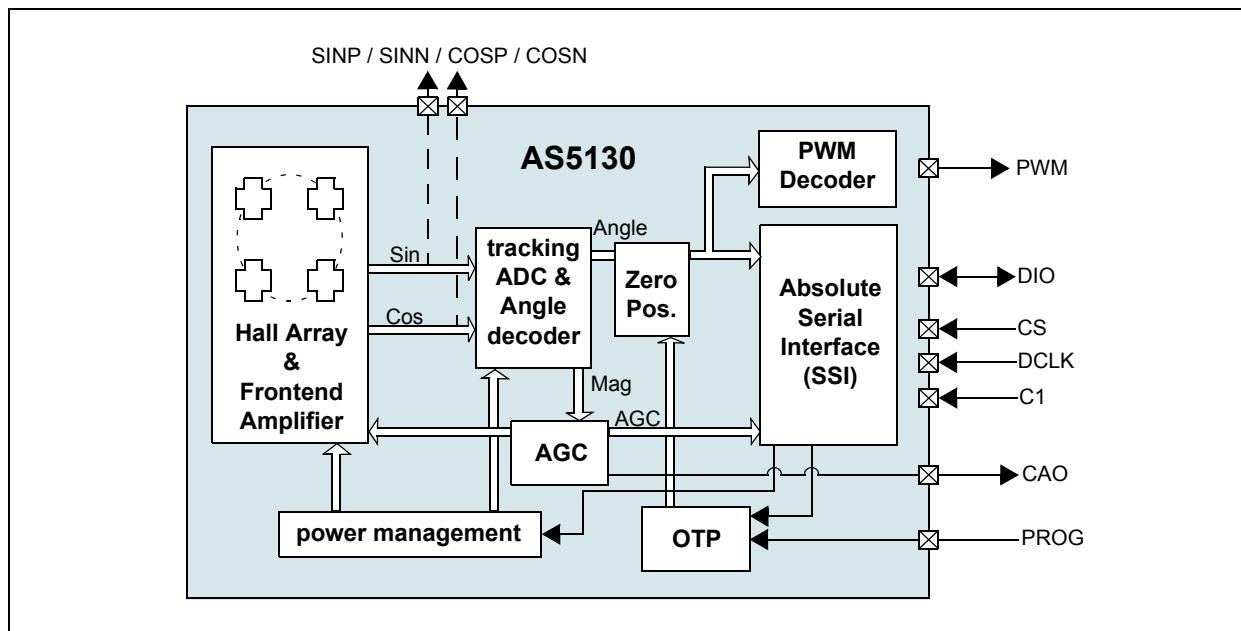 SINP / SINN / COSP / COSN
AS5130
PWM
Decoder
PWM
Hall Array
&
Frontend
Amplifier
Sin
Cos
tracking
ADC &
Angle
decoder
Angle
Zero
Pos.
Absolute
Serial
Interface
(SSI)
DIO
CS
DCLK
C1
Mag
AGC
AGC
CAO
power management
OTP
PROG